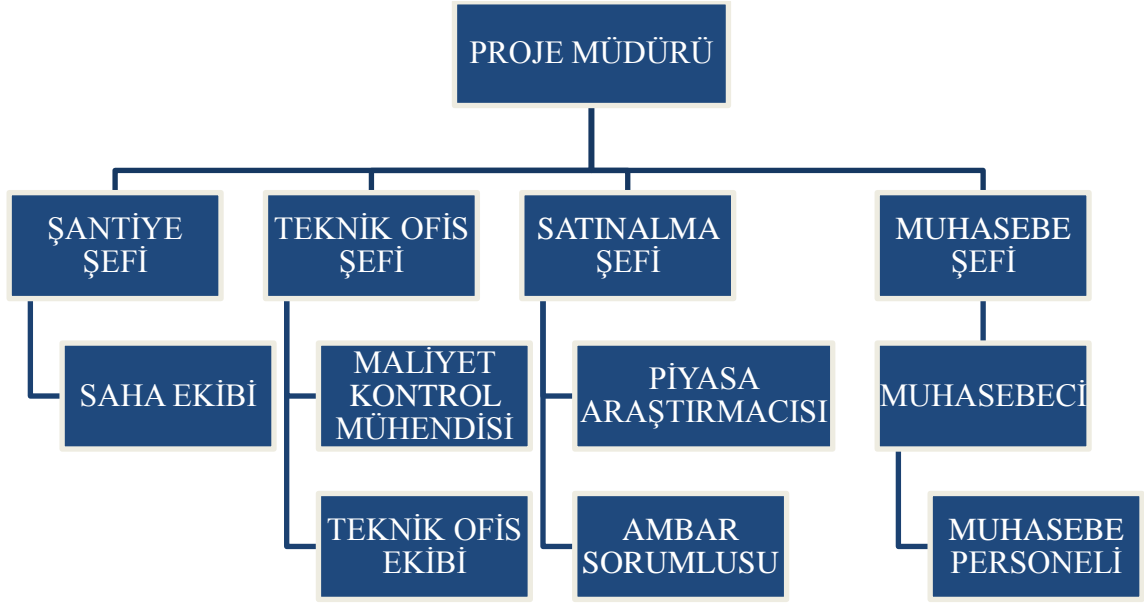 PROJE MÜDÜRÜ
ŞANTİYE
ŞEFİ
TEKNİK OFİS
ŞEFİ
SATINALMA
ŞEFİ
MUHASEBE
ŞEFİ
SAHA EKİBİ
MALİYET
KONTROL
MÜHENDİSİ
PİYASA
ARAŞTIRMACISI
MUHASEBECİ
TEKNİK OFİS
EKİBİ
AMBAR
SORUMLUSU
MUHASEBE
PERSONELİ